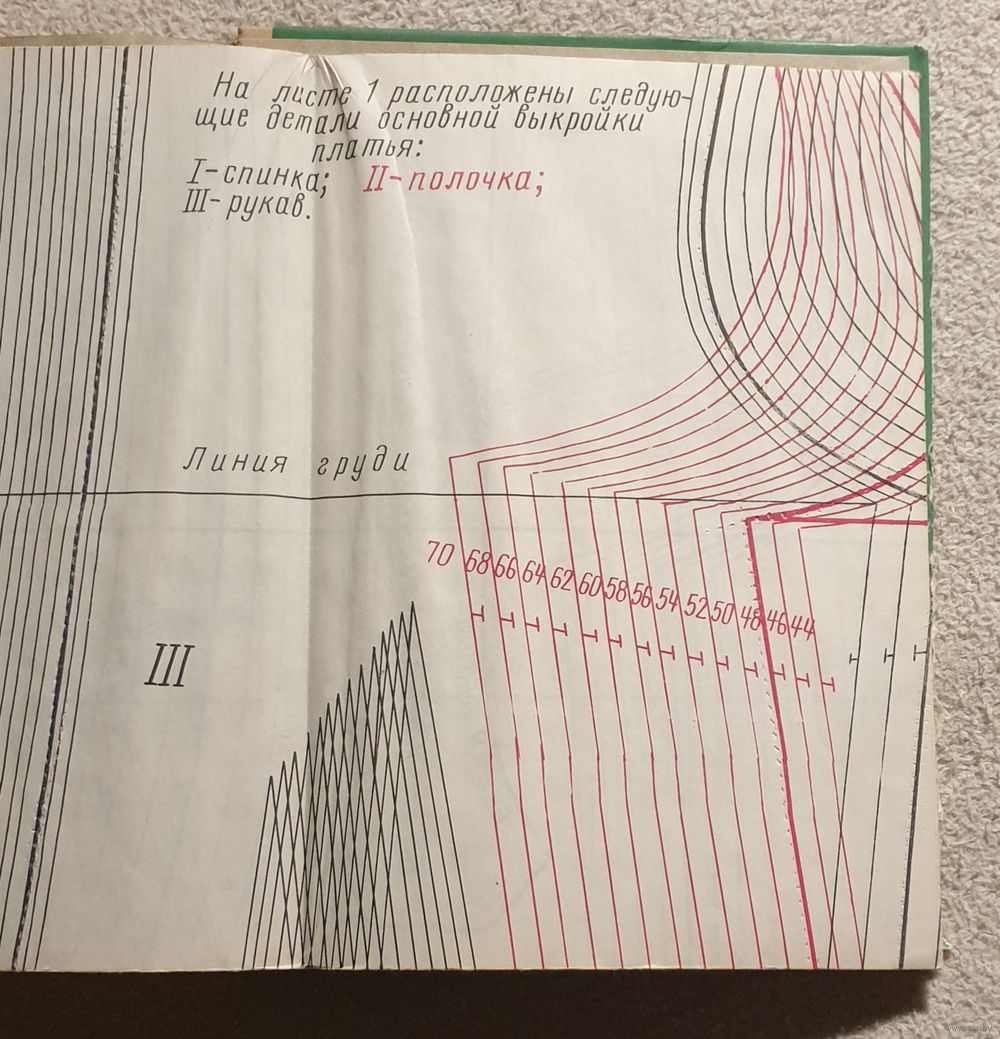 На листе 1 расположены следую-
щие детали основной выкройки
платья:
I-спинка; II-полочка;
III-рукав.
Линия груди
70 68 66 64 62 60 58 56 54 52 50 48 46 44
III